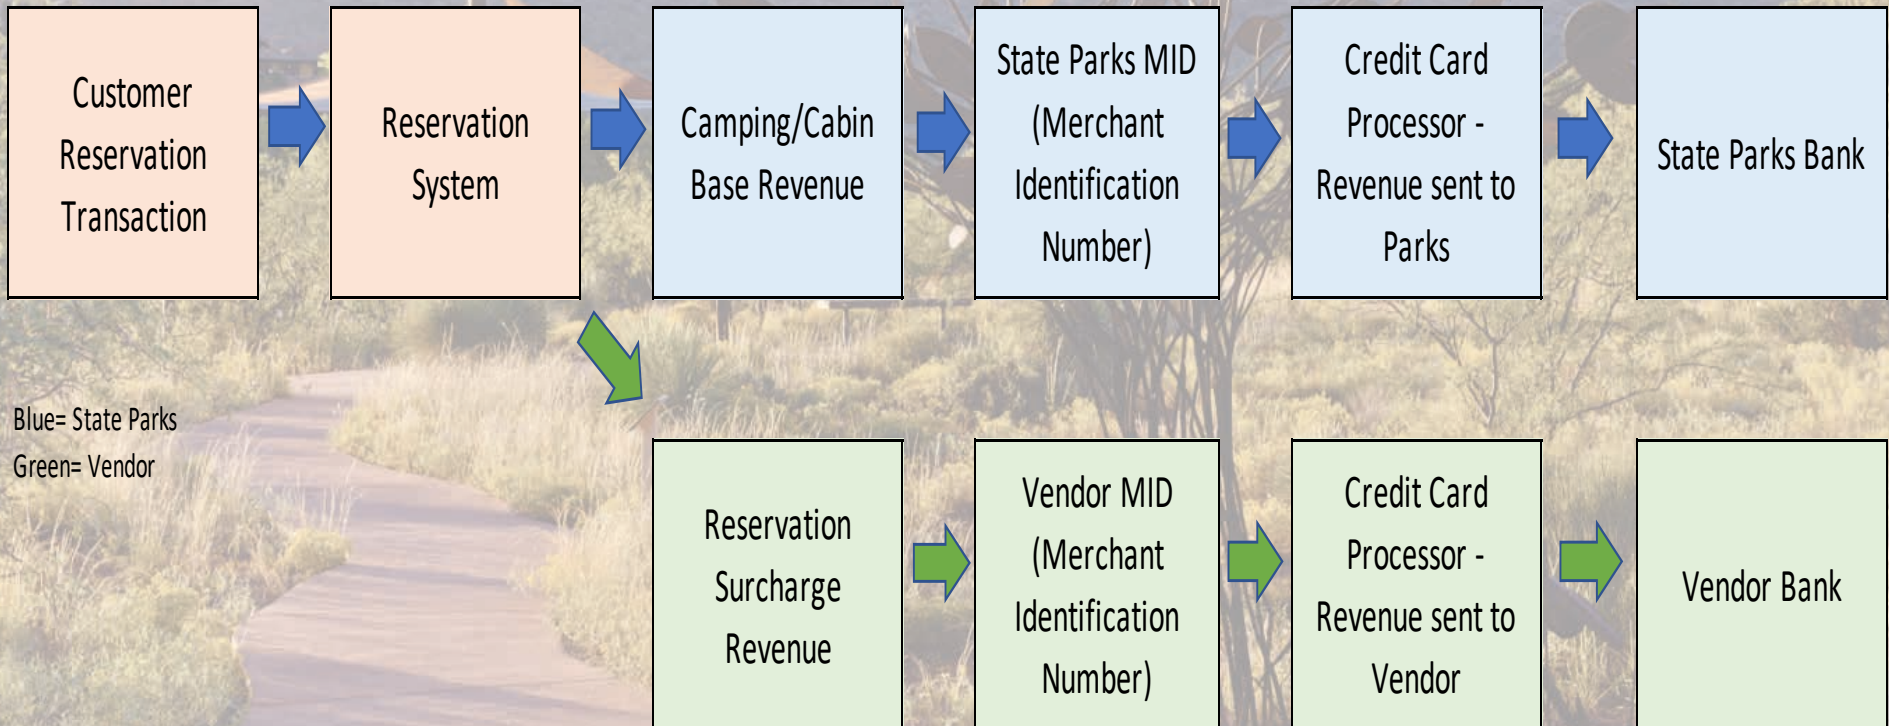 Customer
Reservation
Transaction
Reservation
System
Camping/Cabin
Base Revenue
State Parks MID
(Merchant
Identification
Number)
Credit Card
Processor -
Revenue sent to
Parks
State Parks Bank
Blue= State Parks
Green= Vendor
Reservation
Surcharge
Revenue
Vendor MID
(Merchant
Identification
Number)
Credit Card
Processor -
Revenue sent to
Vendor
Vendor Bank